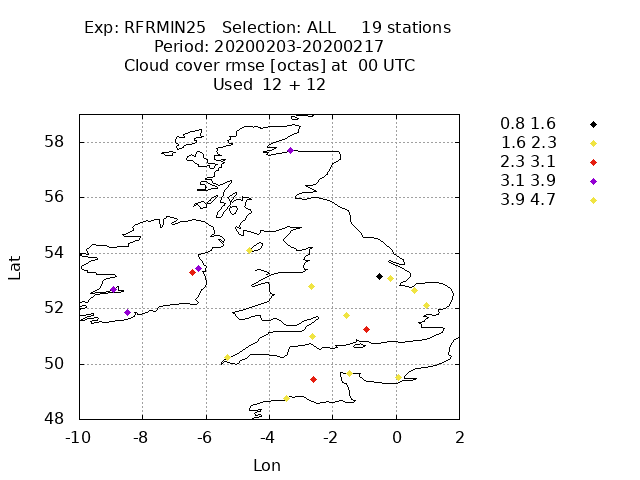 Exp: RFRMIN25 Selection: ALL 19 stations
Period: 20200203-20200217
Cloud cover rmse [octas] at 00 UTC
Used 12 + 12
0.8 1.6
1.6 2.3
2.3 3.1
3.1 3.9
3.9 4.7
58
56
54
52
50
48
Lat
-10 -8 -6 -4 -2 0 2
Lon